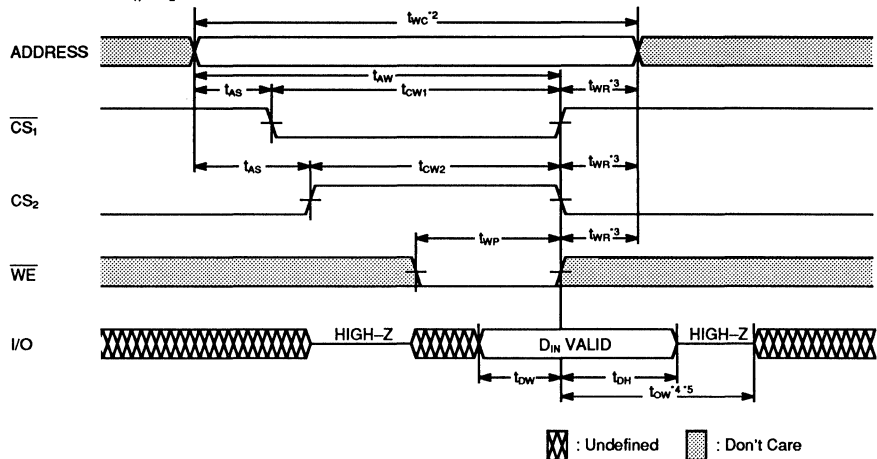 tWC*2
ADDRESS
tAW
tAS tCW1 tWR*3
CS1
tAS tCW2 tWR*3
CS2
tWP tWR*3
WE
I/O HIGH–Z DIN VALID HIGH–Z
tDW tDH
tOW*4*5
: Undefined : Don't Care